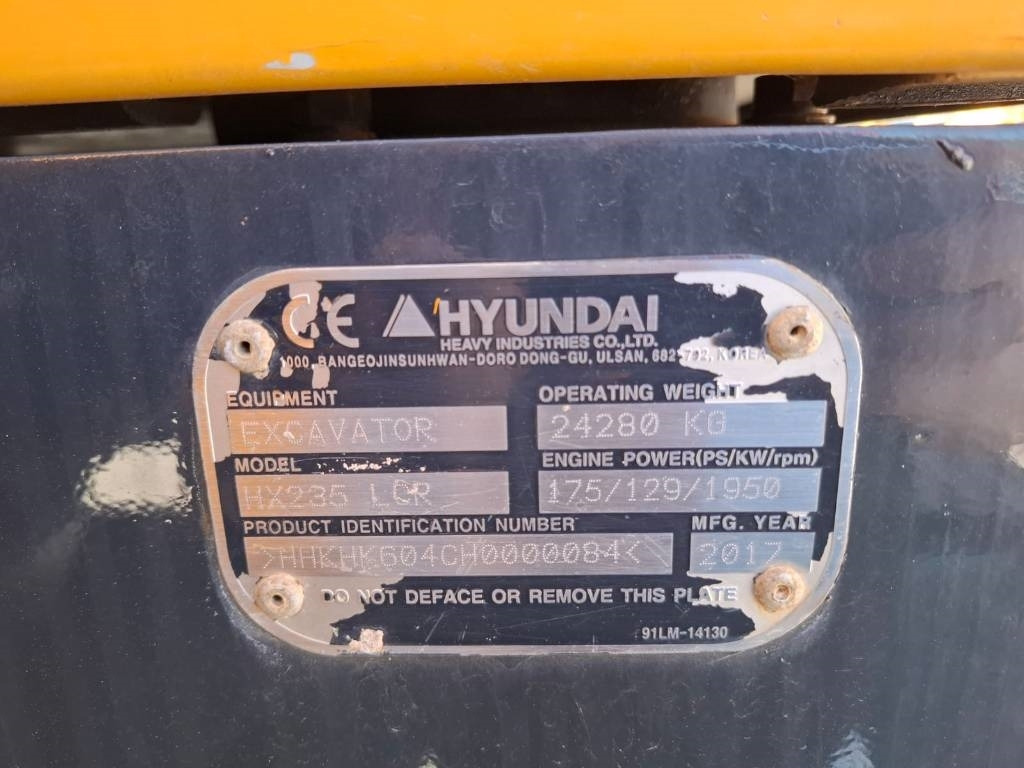 CE HYUNDAI
HEAVY INDUSTRIES CO.,LTD.
1000, BANGEOJINSUNHWAN-DORO DONG-GU, ULSAN, 682-792, KOREA
EQUIPMENT OPERATING WEIGHT
EXCAVATOR 24280 KG
MODEL ENGINE POWER(PS/KW/rpm)
HX235 LCR 175/129/1950
PRODUCT IDENTIFICATION NUMBER MFG. YEAR
>HHKHK604CH0000084< 2017
DO NOT DEFACE OR REMOVE THIS PLATE
91LM-14130